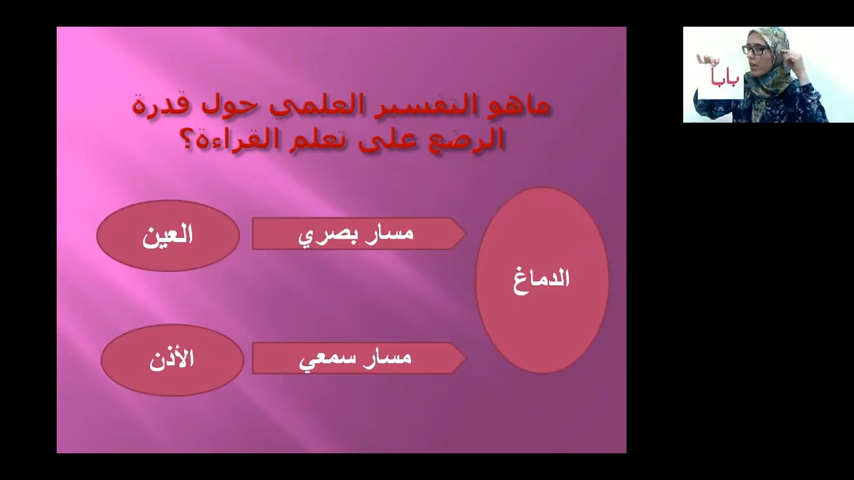 ماهو التفسير العلمي حول قدرة
الرضع على تعلم القراءة؟
العين
مسار بصري
الدماغ
الأذن
مسار سمعي
بابا